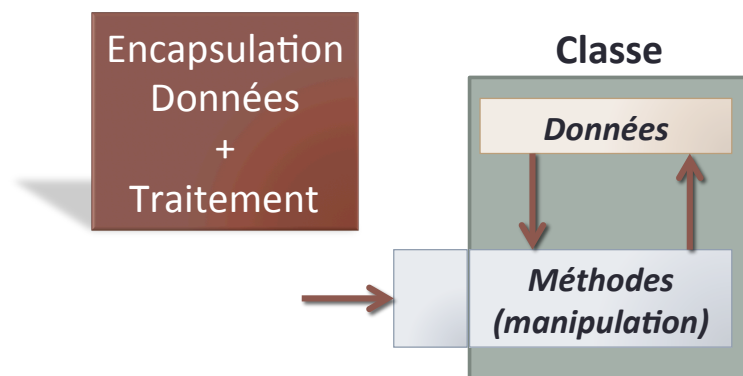 Encapsulation
Données
+
Traitement
Classe
Données
Méthodes
(manipulation)